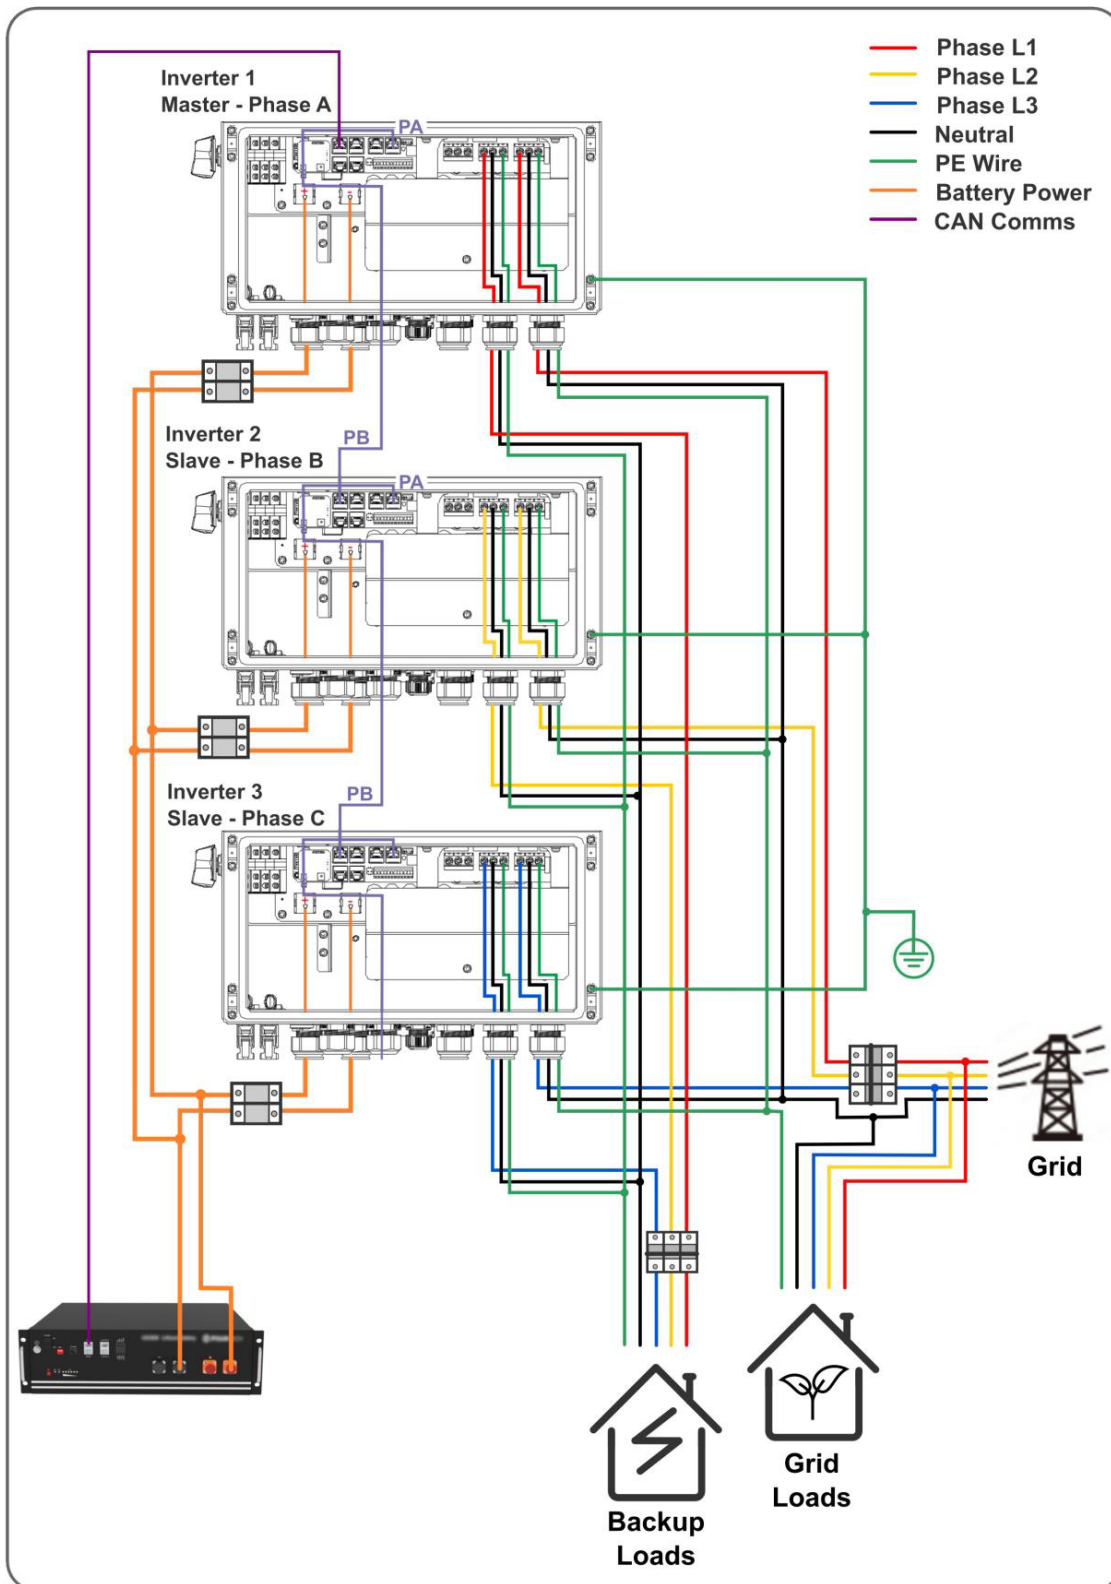 Inverter 1
Master - Phase A
PA
Phase L1
Phase L2
Phase L3
Neutral
PE Wire
Battery Power
CAN Comms
+
-
Inverter 2
Slave - Phase B
PB
PA
+
-
Inverter 3
Slave - Phase C
PB
+
-
Grid
Grid
Loads
Backup
Loads